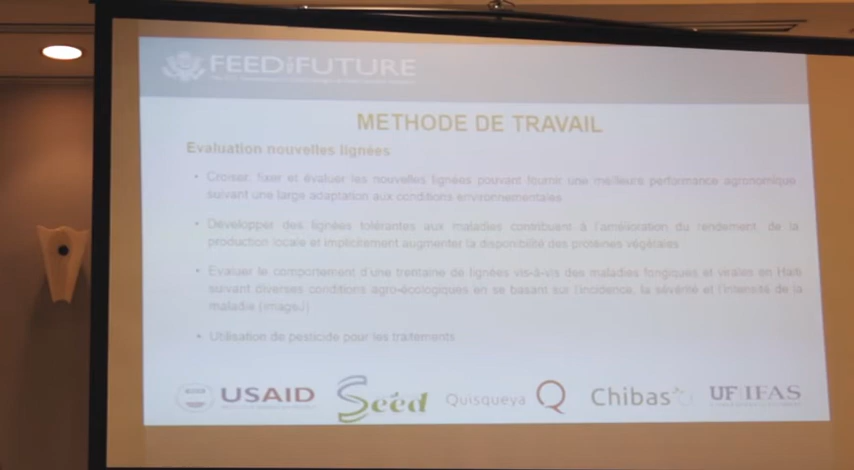 FEED THE FUTURE
METHODE DE TRAVAIL
Evaluation nouvelles lignées
• Croiser, fixer et évaluer les nouvelles lignées pouvant fournir une meilleure performance agronomique
suivant une large adaptation aux conditions environnementales
• Développer des lignées tolérantes aux maladies contribuant à l'amélioration du rendement, de la
production locale et implicitement augmenter la disponibilité des protéines végétales
• Evaluer le comportement d'une trentaine de lignées vis-à-vis des maladies fongiques et virales en Haïti
suivant diverses conditions agro-écologiques en se basant sur l'incidence, la sévérité et l'intensité de la
maladie (imageJ)
• Utilisation de pesticide pour les traitements
USAID Seéd Quisqueya Q Chibas UF IFAS